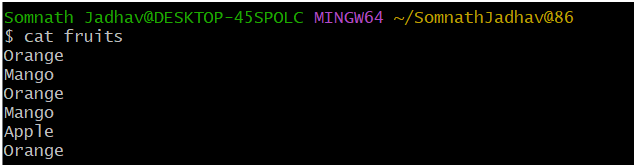 Somnath Jadhav@DESKTOP-45SPOLC MINGW64 ~/SomnathJadhav@86
$ cat fruits
Orange
Mango
Orange
Mango
Apple
Orange